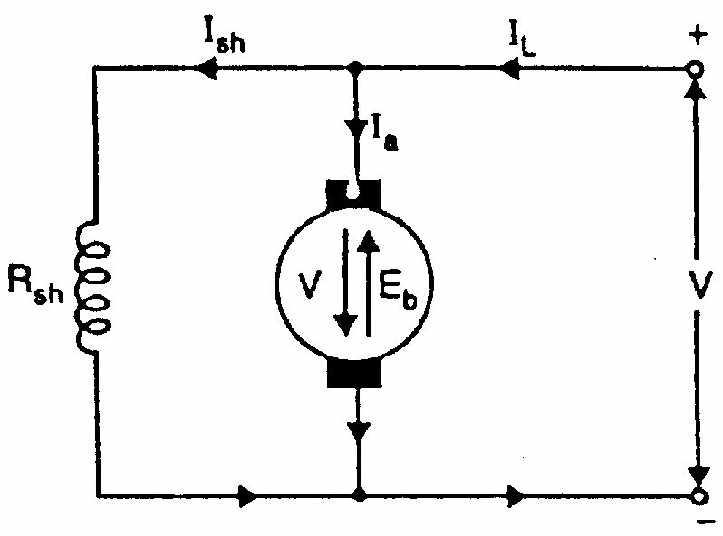 I_sh
I_L
+
I_a
R_sh
V
E_b
V
−